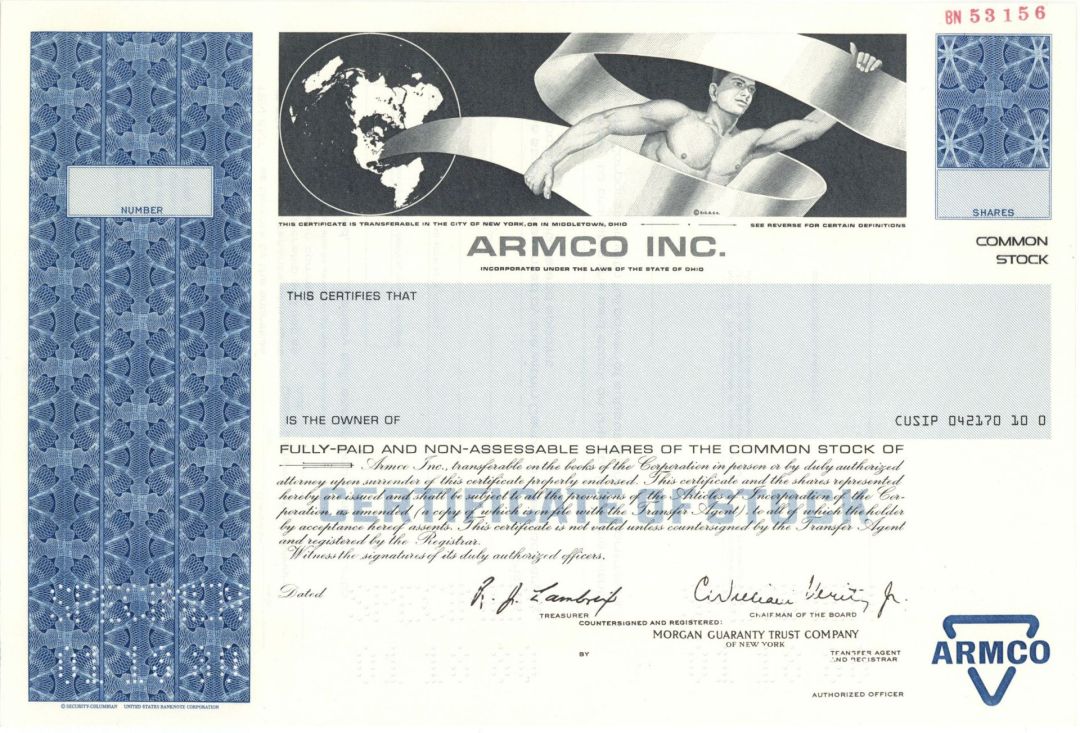 BN 53156
NUMBER
SHARES
THIS CERTIFICATE IS TRANSFERABLE IN THE CITY OF NEW YORK, OR IN MIDDLETOWN, OHIO
SEE REVERSE FOR CERTAIN DEFINITIONS
ARMCO INC.
INCORPORATED UNDER THE LAWS OF THE STATE OF OHIO
COMMON
STOCK
THIS CERTIFIES THAT
IS THE OWNER OF
CUSIP 042170 10 0
FULLY-PAID AND NON-ASSESSABLE SHARES OF THE COMMON STOCK OF
Armco Inc., transferable on the books of the Corporation in person or by duly authorized
attorney upon surrender of this certificate properly endorsed. This certificate and the shares represented
hereby are issued and shall be subject to all the provisions of the Articles of Incorporation of the Cor-
poration, as amended (a copy of which is on file with the Transfer Agent), to all of which the holder
by acceptance hereof assents. This certificate is not valid unless countersigned by the Transfer Agent
and registered by the Registrar.
Witness the signatures of its duly authorized officers.
CERTIFICATE OF STOCK
Dated
R. J. Lambrix
C. William Verity Jr.
TREASURER
CHAIRMAN OF THE BOARD
COUNTERSIGNED AND REGISTERED:
MORGAN GUARANTY TRUST COMPANY
OF NEW YORK
BY
TRANSFER AGENT
AND REGISTRAR
AUTHORIZED OFFICER
ARMCO
© SECURITY-COLUMBIAN UNITED STATES BANKNOTE CORPORATION